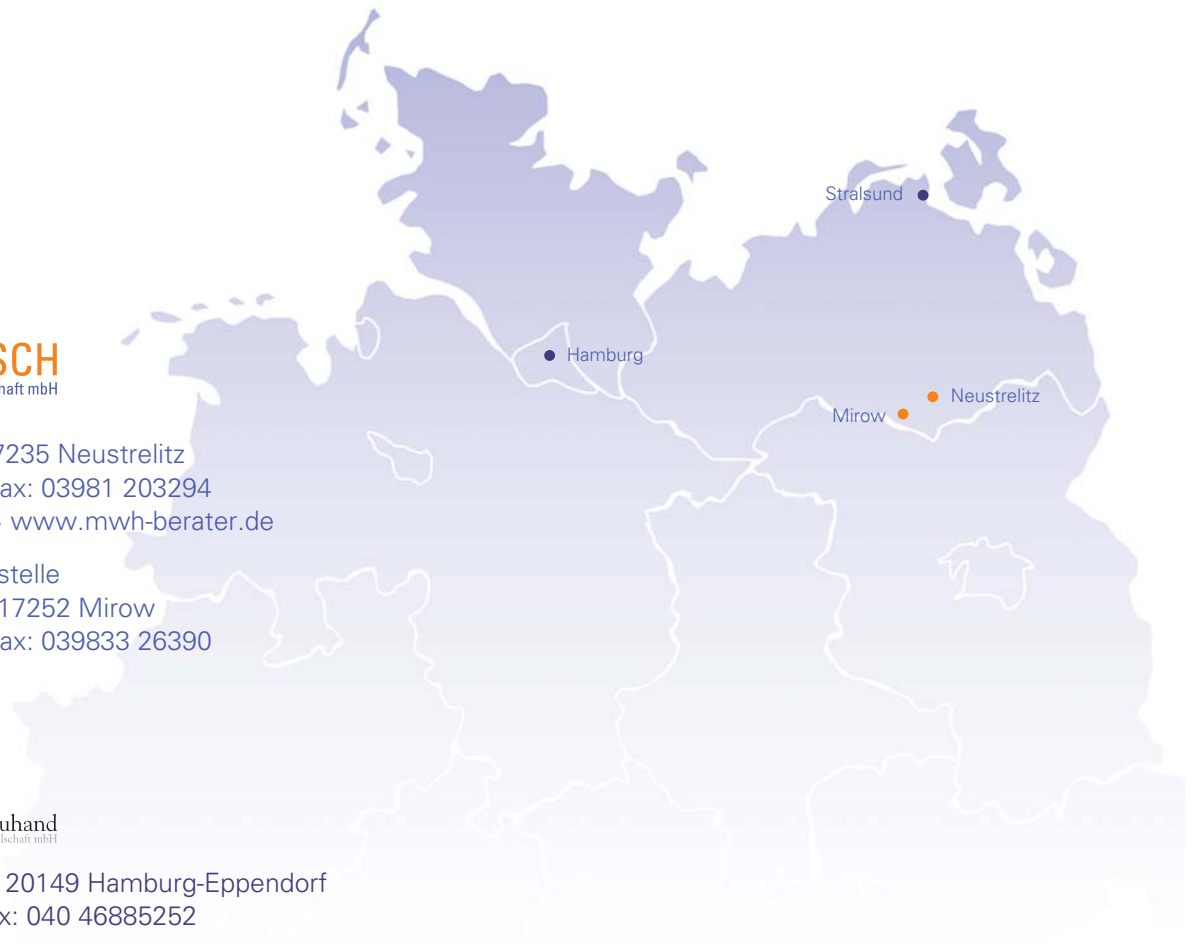 Stralsund
Hamburg
Neustrelitz
Mirow
SCH
haft mbH
7235 Neustrelitz
ax: 03981 203294
www.mwh-berater.de
stelle
17252 Mirow
ax: 039833 26390
uhand
lschaft mbH
20149 Hamburg-Eppendorf
x: 040 46885252